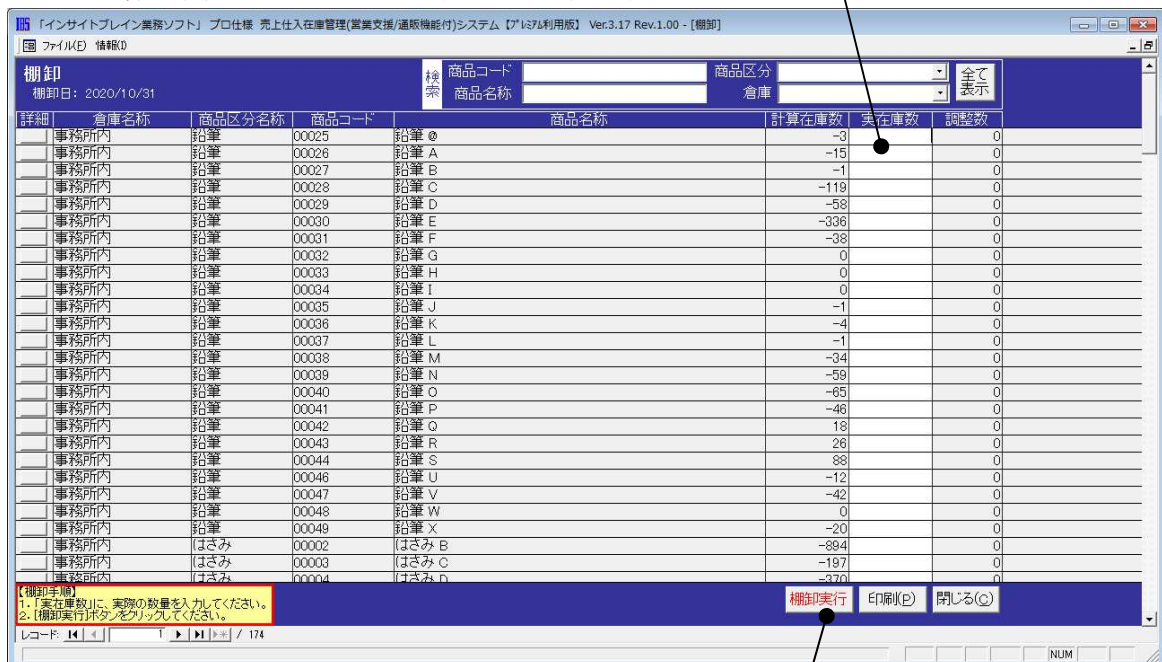 IBS 「インサイトブレイン業務ソフト」 プロ仕様 売上仕入在庫管理(営業支援/通販機能付)システム【ﾌﾟﾚﾐｱﾑ利用版】 Ver.3.17 Rev.1.00 - [棚卸]
ファイル(F) 情報(I)
棚卸
棚卸日: 2020/10/31
検索 商品コード 商品区分 全て表示
商品名称 倉庫
詳細 倉庫名称 商品区分名称 商品コード 商品名称 計算在庫数 実在庫数 調整数
事務所内 鉛筆 00025 鉛筆 @ -3 0
事務所内 鉛筆 00026 鉛筆 A -15 0
事務所内 鉛筆 00027 鉛筆 B -1 0
事務所内 鉛筆 00028 鉛筆 C -119 0
事務所内 鉛筆 00029 鉛筆 D -58 0
事務所内 鉛筆 00030 鉛筆 E -336 0
事務所内 鉛筆 00031 鉛筆 F -38 0
事務所内 鉛筆 00032 鉛筆 G 0 0
事務所内 鉛筆 00033 鉛筆 H 0 0
事務所内 鉛筆 00034 鉛筆 I 0 0
事務所内 鉛筆 00035 鉛筆 J -1 0
事務所内 鉛筆 00036 鉛筆 K -4 0
事務所内 鉛筆 00037 鉛筆 L -1 0
事務所内 鉛筆 00038 鉛筆 M -34 0
事務所内 鉛筆 00039 鉛筆 N -59 0
事務所内 鉛筆 00040 鉛筆 O -65 0
事務所内 鉛筆 00041 鉛筆 P -46 0
事務所内 鉛筆 00042 鉛筆 Q 18 0
事務所内 鉛筆 00043 鉛筆 R 26 0
事務所内 鉛筆 00044 鉛筆 S 88 0
事務所内 鉛筆 00046 鉛筆 U -12 0
事務所内 鉛筆 00047 鉛筆 V -42 0
事務所内 鉛筆 00048 鉛筆 W 0 0
事務所内 鉛筆 00049 鉛筆 X -20 0
事務所内 はさみ 00002 はさみ B -894 0
事務所内 はさみ 00003 はさみ C -197 0
事務所内 はさみ 00004 はさみ D -370 0
【棚卸手順】
1.「実在庫数」に、実際の数量を入力してください。
2.[棚卸実行]ボタンをクリックしてください。
棚卸実行 印刷(P) 閉じる(C)
レコード: 1 / 174
NUM